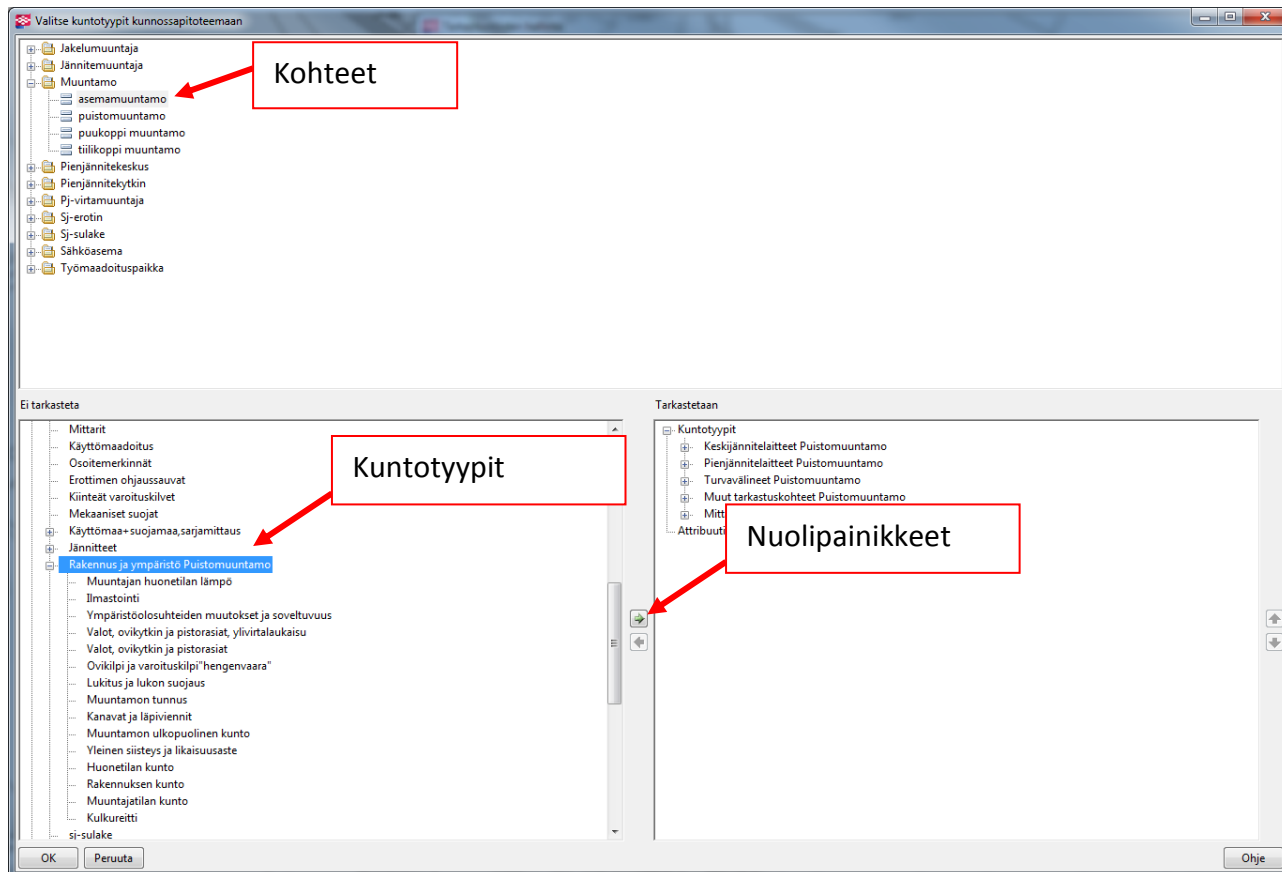 Valitse kuntotyypit kunnossapitoteemaan
Jakelumuuntaja
Jännitemuuntaja
Muuntamo
asemamuuntamo
puistomuuntamo
puukoppi muuntamo
tiilikoppi muuntamo
Pienjännitekeskus
Pienjännitekytkin
Pj-virtamuuntaja
Sj-erotin
Sj-sulake
Sähköasema
Työmaadoituspaikka
Kohteet
Ei tarkasteta
Mittarit
Käyttömaadoitus
Osoitemerkinnät
Erottimen ohjaussauvat
Kiinteät varoituskilvet
Mekaaniset suojat
Käyttömaa+suojamaa,sarjamittaus
Jännitteet
Rakennus ja ympäristö Puistomuuntamo
Muuntajan huonetilan lämpö
Ilmastointi
Ympäristöolosuhteiden muutokset ja soveltuvuus
Valot, ovikytkin ja pistorasiat, ylivirtalaukaisu
Valot, ovikytkin ja pistorasiat
Ovikilpi ja varoituskilpi"hengenvaara"
Lukitus ja lukon suojaus
Muuntamon tunnus
Kanavat ja läpiviennit
Muuntamon ulkopuolinen kunto
Yleinen siisteys ja likaisuusaste
Huonetilan kunto
Rakennuksen kunto
Muuntajatilan kunto
Kulkureitti
sj-sulake
Kuntotyypit
Tarkastetaan
Kuntotyypit
Keskijännitelaitteet Puistomuuntamo
Pienjännitelaitteet Puistomuuntamo
Turvavälineet Puistomuuntamo
Muut tarkastuskohteet Puistomuuntamo
Mitt
Attribuuti
Nuolipainikkeet
OK
Peruuta
Ohje